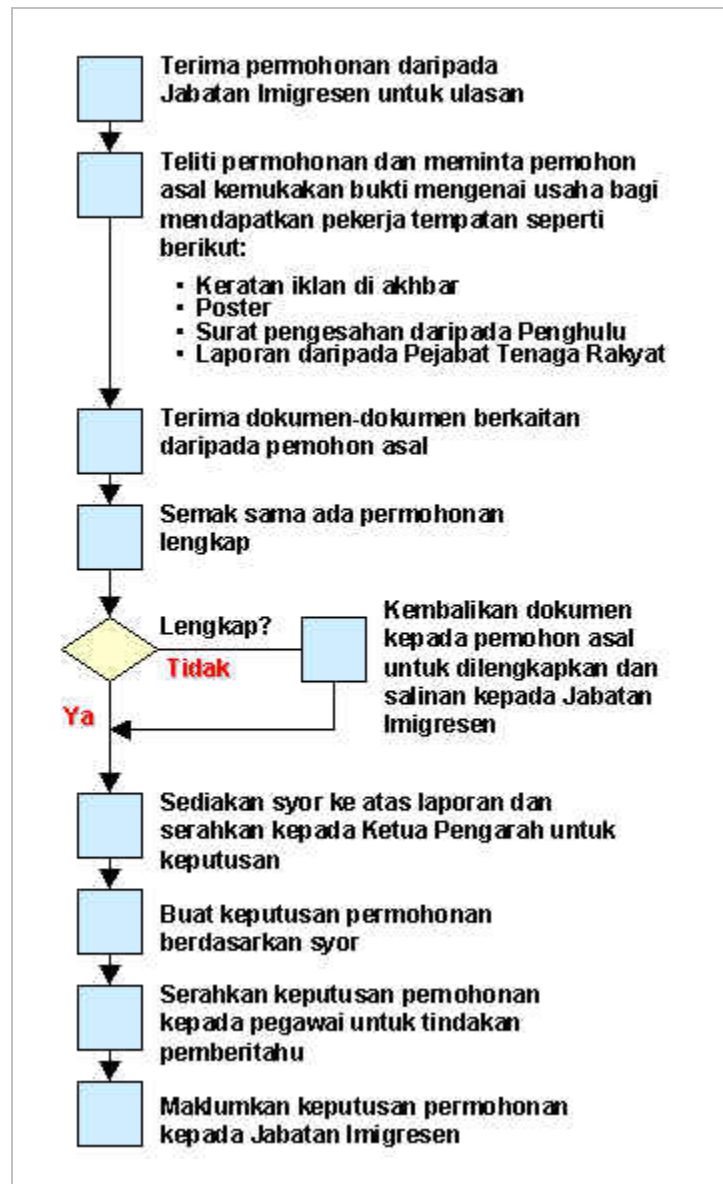 Terima permohonan daripada
Jabatan Imigresen untuk ulasan
Teliti permohonan dan meminta pemohon
asal kemukakan bukti mengenai usaha bagi
mendapatkan pekerja tempatan seperti
berikut:
▪ Keratan iklan di akhbar
▪ Poster
▪ Surat pengesahan daripada Penghulu
▪ Laporan daripada Pejabat Tenaga Rakyat
Terima dokumen-dokumen berkaitan
daripada pemohon asal
Semak sama ada permohonan
lengkap
Lengkap?
Tidak
Kembalikan dokumen
kepada pemohon asal
untuk dilengkapkan dan
salinan kepada Jabatan
Imigresen
Ya
Sediakan syor ke atas laporan dan
serahkan kepada Ketua Pengarah untuk
keputusan
Buat keputusan permohonan
berdasarkan syor
Serahkan keputusan permohonan
kepada pegawai untuk tindakan
pemberitahu
Maklumkan keputusan permohonan
kepada Jabatan Imigresen